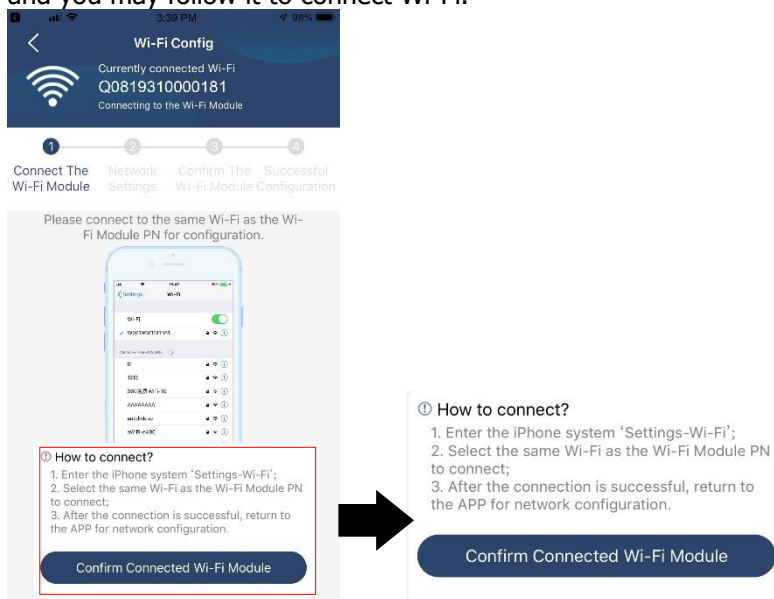 and you may follow it to connect Wi-Fi.
3:39 PM
98%
Wi-Fi Config
Currently connected Wi-Fi
Q0819310000181
Connecting to the Wi-Fi Module
1
2
3
4
Connect The
Wi-Fi Module
Network
Settings
Confirm The
Wi-Fi Module
Successful
Configuration
Please connect to the same Wi-Fi as the Wi-
Fi Module PN for configuration.
Settings
Wi-Fi
Wi-Fi
1202
AAAAAAAA
How to connect?
1. Enter the iPhone system ‘Settings-Wi-Fi’;
2. Select the same Wi-Fi as the Wi-Fi Module PN
to connect;
3. After the connection is successful, return to
the APP for network configuration.
Confirm Connected Wi-Fi Module
How to connect?
1. Enter the iPhone system ‘Settings-Wi-Fi’;
2. Select the same Wi-Fi as the Wi-Fi Module PN
to connect;
3. After the connection is successful, return to
the APP for network configuration.
Confirm Connected Wi-Fi Module